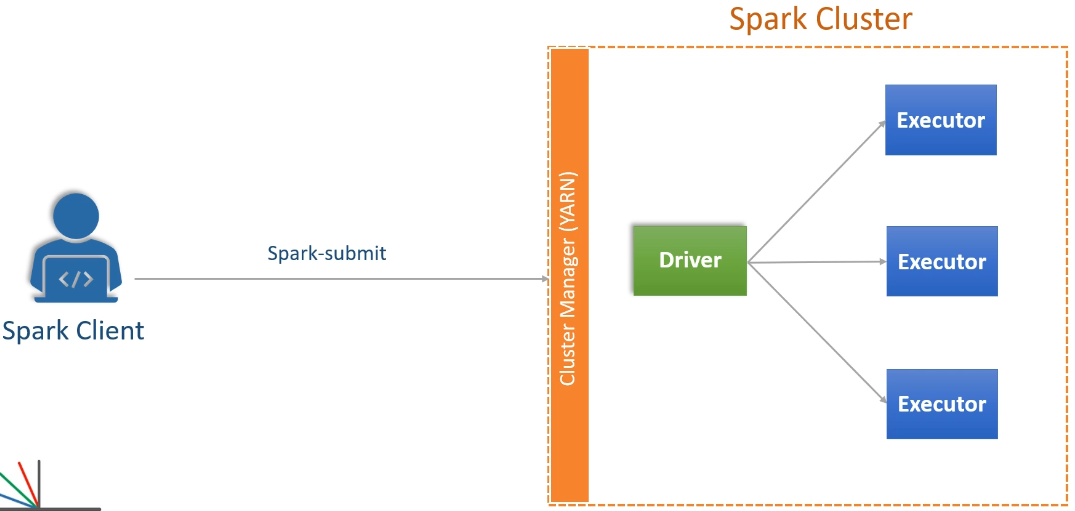 Spark Cluster
Executor
Spark-submit
Cluster Manager (YARN)
Driver
Executor
</>
Spark Client
Executor